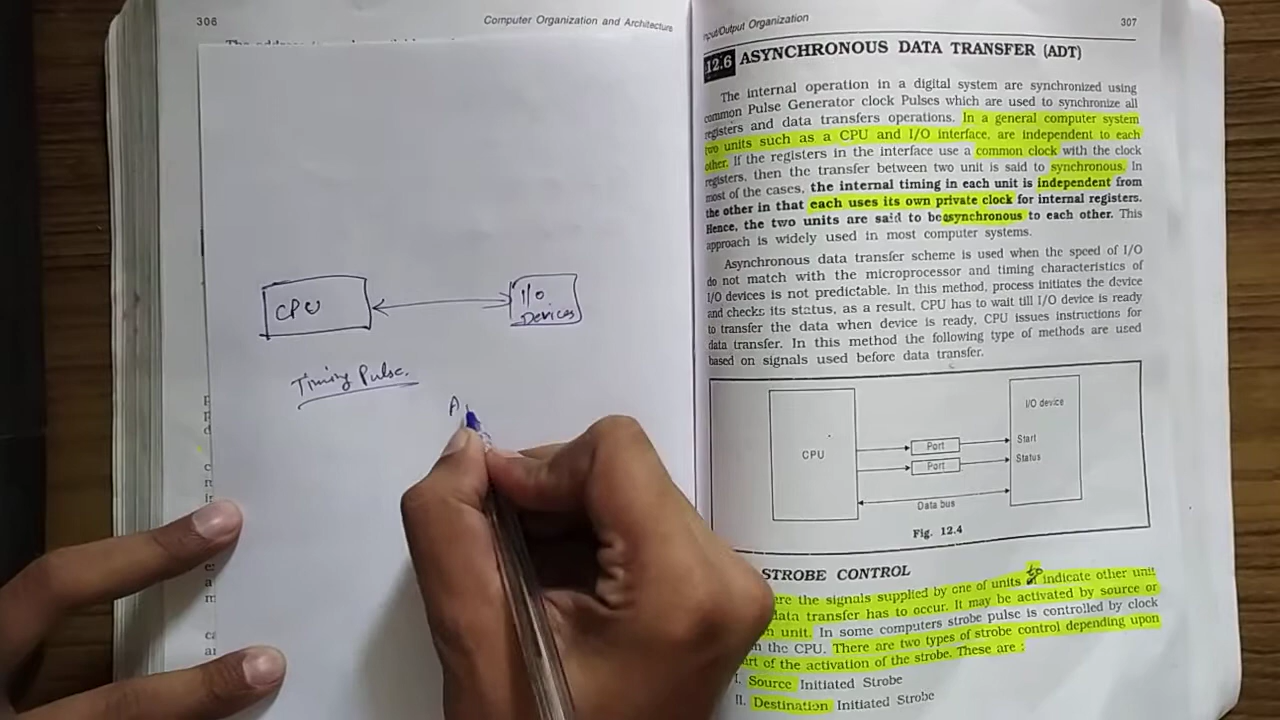 306
Computer Organization and Architecture
CPU
I/O
Devices
Timing Pulse.
A
Input/Output Organization
307
12.6 ASYNCHRONOUS DATA TRANSFER (ADT)
The internal operation in a digital system are synchronized using
common Pulse Generator clock Pulses which are used to synchronize all
registers and data transfers operations. In a general computer system
two units such as a CPU and I/O interface, are independent to each
other. If the registers in the interface use a common clock with the clock
registers, then the transfer between two unit is said to synchronous. In
most of the cases, the internal timing in each unit is independent from
the other in that each uses its own private clock for internal registers.
Hence, the two units are said to be asynchronous to each other. This
approach is widely used in most computer systems.
Asynchronous data transfer scheme is used when the speed of I/O
do not match with the microprocessor and timing characteristics of
I/O devices is not predictable. In this method, process initiates the device
and checks its status, as a result, CPU has to wait till I/O device is ready
to transfer the data when device is ready, CPU issues instructions for
data transfer. In this method the following type of methods are used
based on signals used before data transfer.
CPU
Port
Port
I/O device
Start
Status
Data bus
Fig. 12.4
STROBE CONTROL
the signals supplied by one of units to indicate other unit
data transfer has to occur. It may be activated by source or
unit. In some computers strobe pulse is controlled by clock
the CPU. There are two types of strobe control depending upon
of the activation of the strobe. These are :
I. Source Initiated Strobe
II. Destination Initiated Strobe